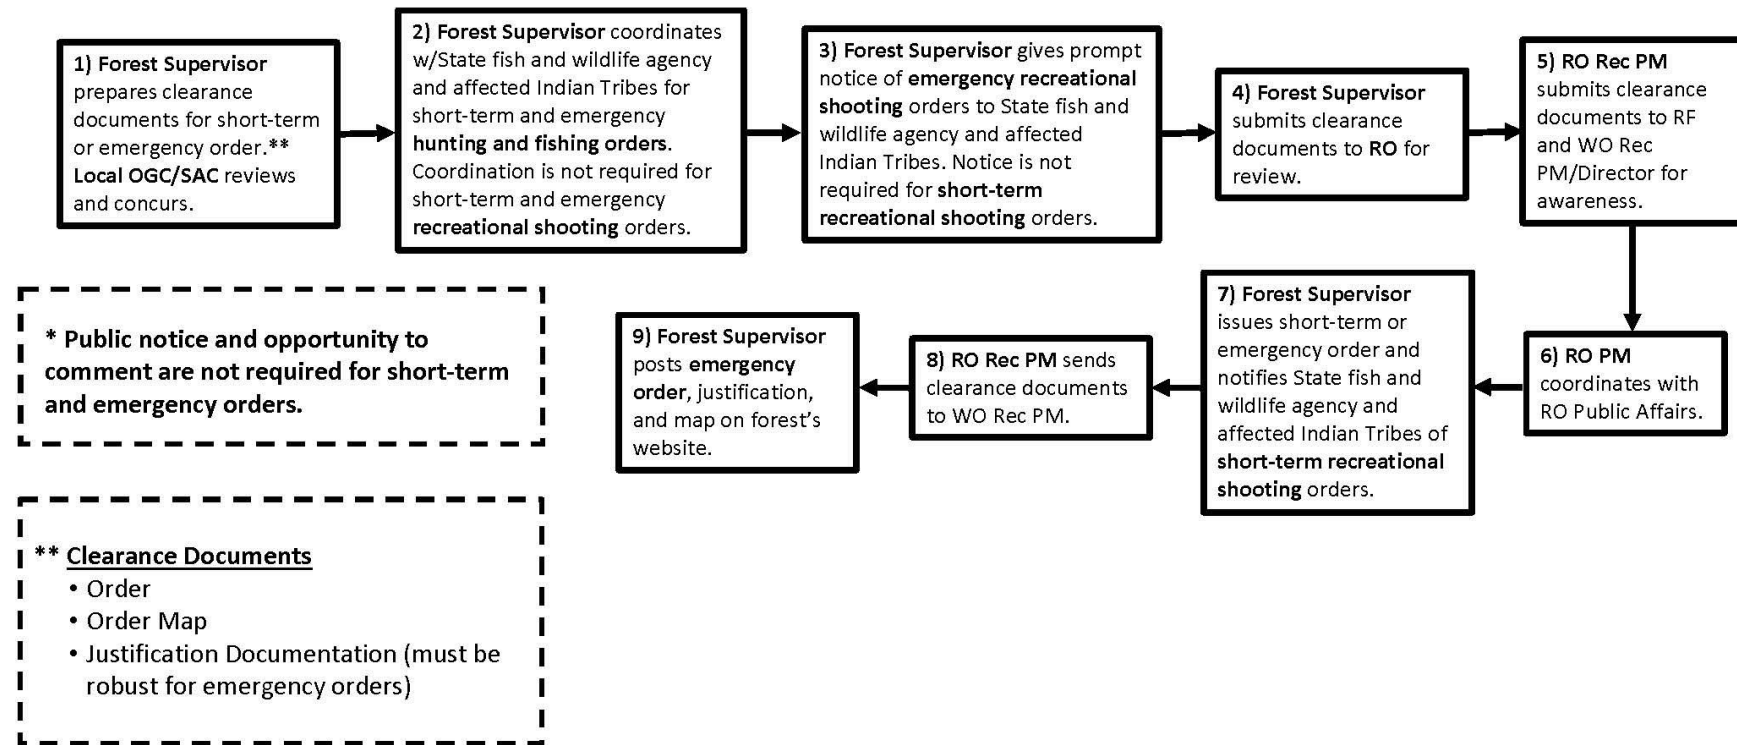 1) Forest Supervisor
prepares clearance
documents for short-term
or emergency order.**
Local OGC/SAC reviews
and concurs.
2) Forest Supervisor coordinates
w/State fish and wildlife agency
and affected Indian Tribes for
short-term and emergency
hunting and fishing orders.
Coordination is not required for
short-term and emergency
recreational shooting orders.
3) Forest Supervisor gives prompt
notice of emergency recreational
shooting orders to State fish and
wildlife agency and affected
Indian Tribes. Notice is not
required for short-term
recreational shooting orders.
4) Forest Supervisor
submits clearance
documents to RO for
review.
5) RO Rec PM
submits clearance
documents to RF
and WO Rec
PM/Director for
awareness.
6) RO PM
coordinates with
RO Public Affairs.
7) Forest Supervisor
issues short-term or
emergency order and
notifies State fish and
wildlife agency and
affected Indian Tribes of
short-term recreational
shooting orders.
8) RO Rec PM sends
clearance documents
to WO Rec PM.
9) Forest Supervisor
posts emergency
order, justification,
and map on forest’s
website.
* Public notice and opportunity to
comment are not required for short-term
and emergency orders.
** Clearance Documents
• Order
• Order Map
• Justification Documentation (must be
robust for emergency orders)